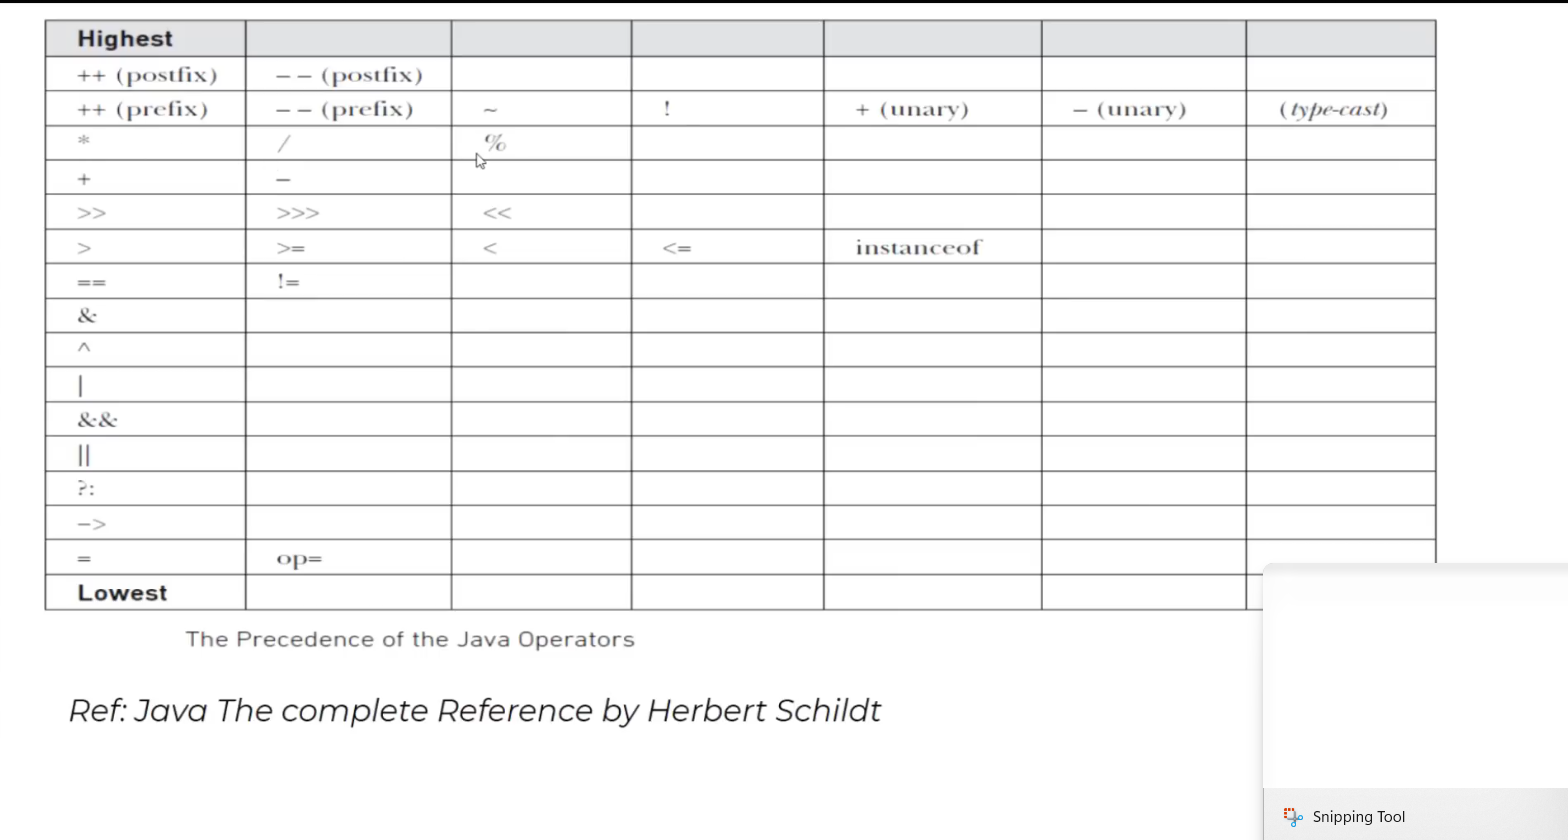 Highest
++ (postfix) – – (postfix)
++ (prefix) – – (prefix) ~ ! + (unary) – (unary) (type-cast)
* / %
+ –
>> >>> <<
> >= < <= instanceof
== !=
&
^
|
&&
||
?:
–>
= op=
Lowest
The Precedence of the Java Operators
Ref: Java The complete Reference by Herbert Schildt
Snipping Tool